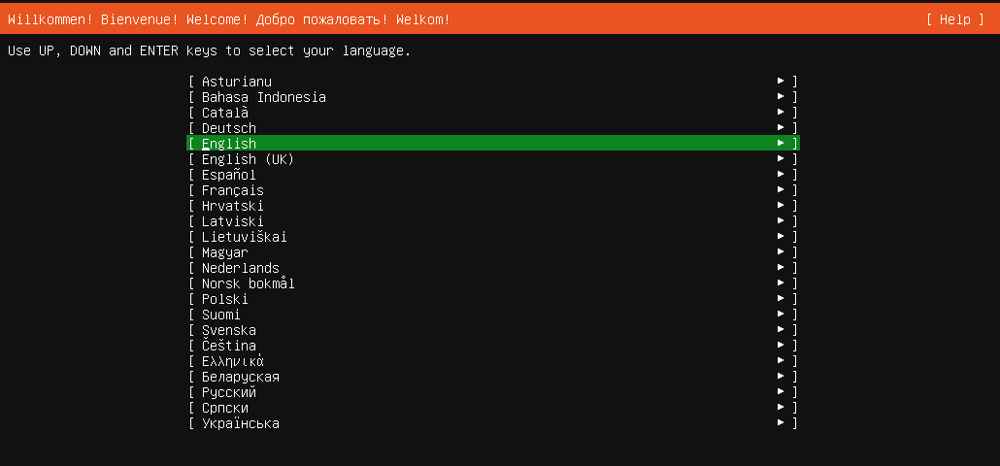 Willkommen! Bienvenue! Welcome! Добро пожаловать! Welkom! [ Help ]
Use UP, DOWN and ENTER keys to select your language.
[ Asturianu ► ]
[ Bahasa Indonesia ► ]
[ Català ► ]
[ Deutsch ► ]
[ English ► ]
[ English (UK) ► ]
[ Español ► ]
[ Français ► ]
[ Hrvatski ► ]
[ Latviski ► ]
[ Lietuviškai ► ]
[ Magyar ► ]
[ Nederlands ► ]
[ Norsk bokmål ► ]
[ Polski ► ]
[ Suomi ► ]
[ Svenska ► ]
[ Čeština ► ]
[ Ελληνικά ► ]
[ Беларуская ► ]
[ Русский ► ]
[ Српски ► ]
[ Українська ► ]